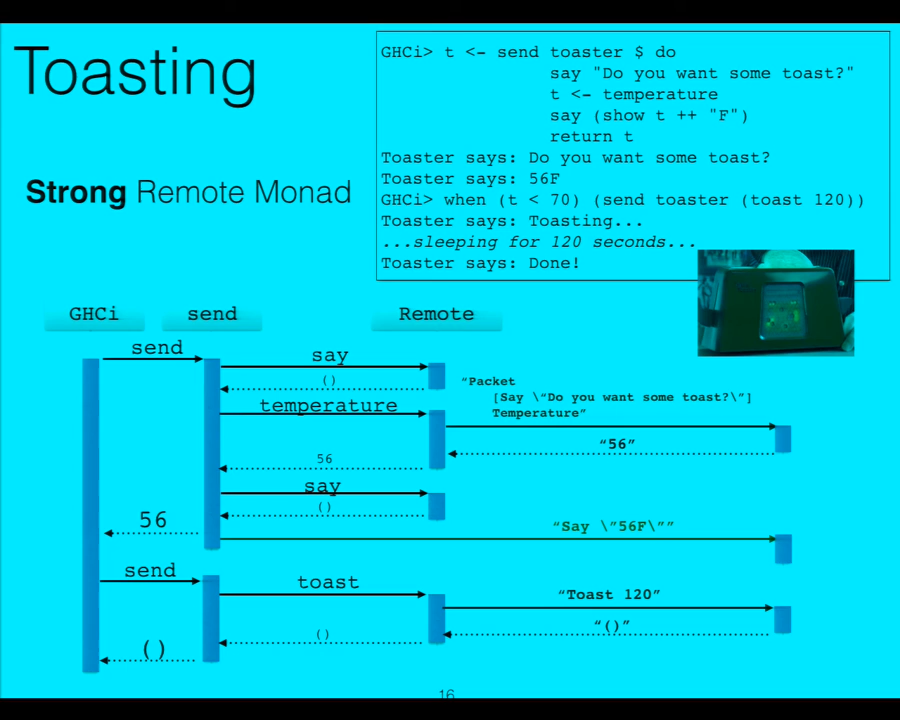 Toasting
Strong Remote Monad
GHCi> t <- send toaster $ do
say "Do you want some toast?"
t <- temperature
say (show t ++ "F")
return t
Toaster says: Do you want some toast?
Toaster says: 56F
GHCi> when (t < 70) (send toaster (toast 120))
Toaster says: Toasting...
...sleeping for 120 seconds...
Toaster says: Done!
GHCi
send
Remote
send
say
()
“Packet
[Say \“Do you want some toast?\”]
Temperature”
temperature
“56”
56
say
()
56
“Say \”56F\””
send
toast
“Toast 120”
()
“()”
()
16